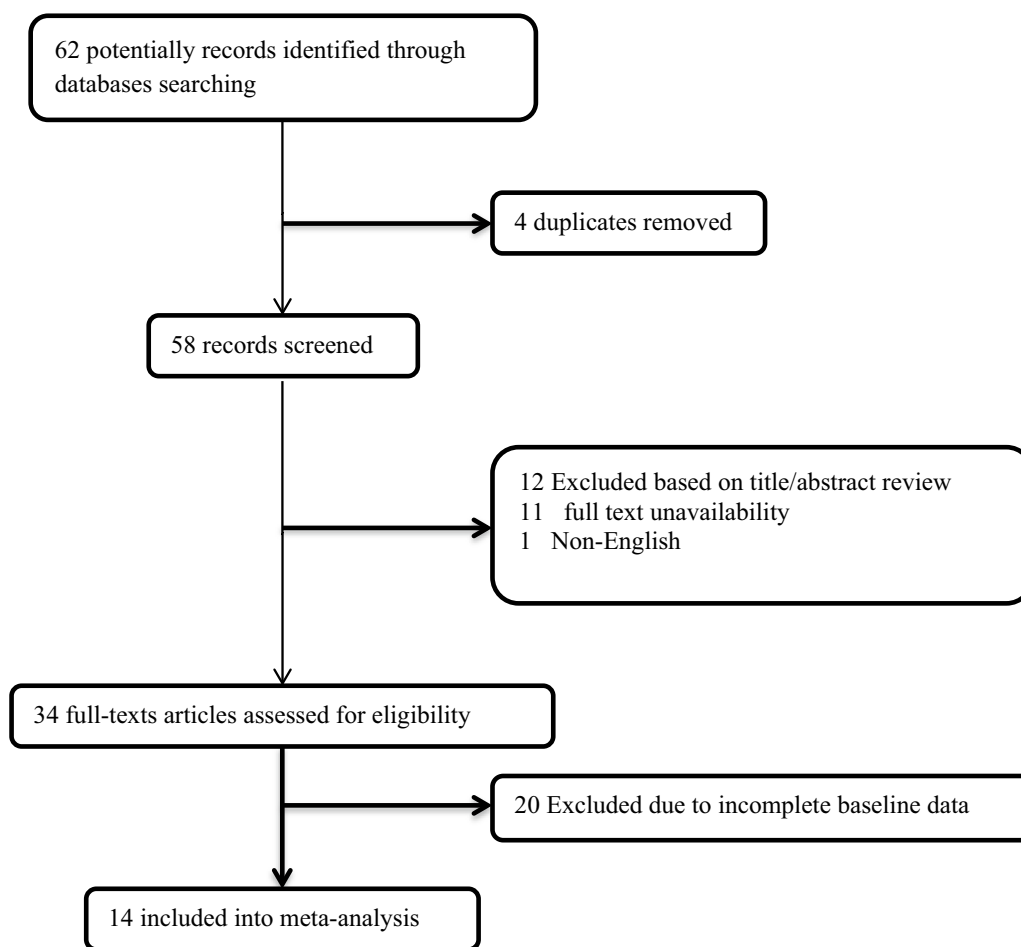 62 potentially records identified through
databases searching
4 duplicates removed
58 records screened
12 Excluded based on title/abstract review
11 full text unavailability
1 Non-English
34 full-texts articles assessed for eligibility
20 Excluded due to incomplete baseline data
14 included into meta-analysis